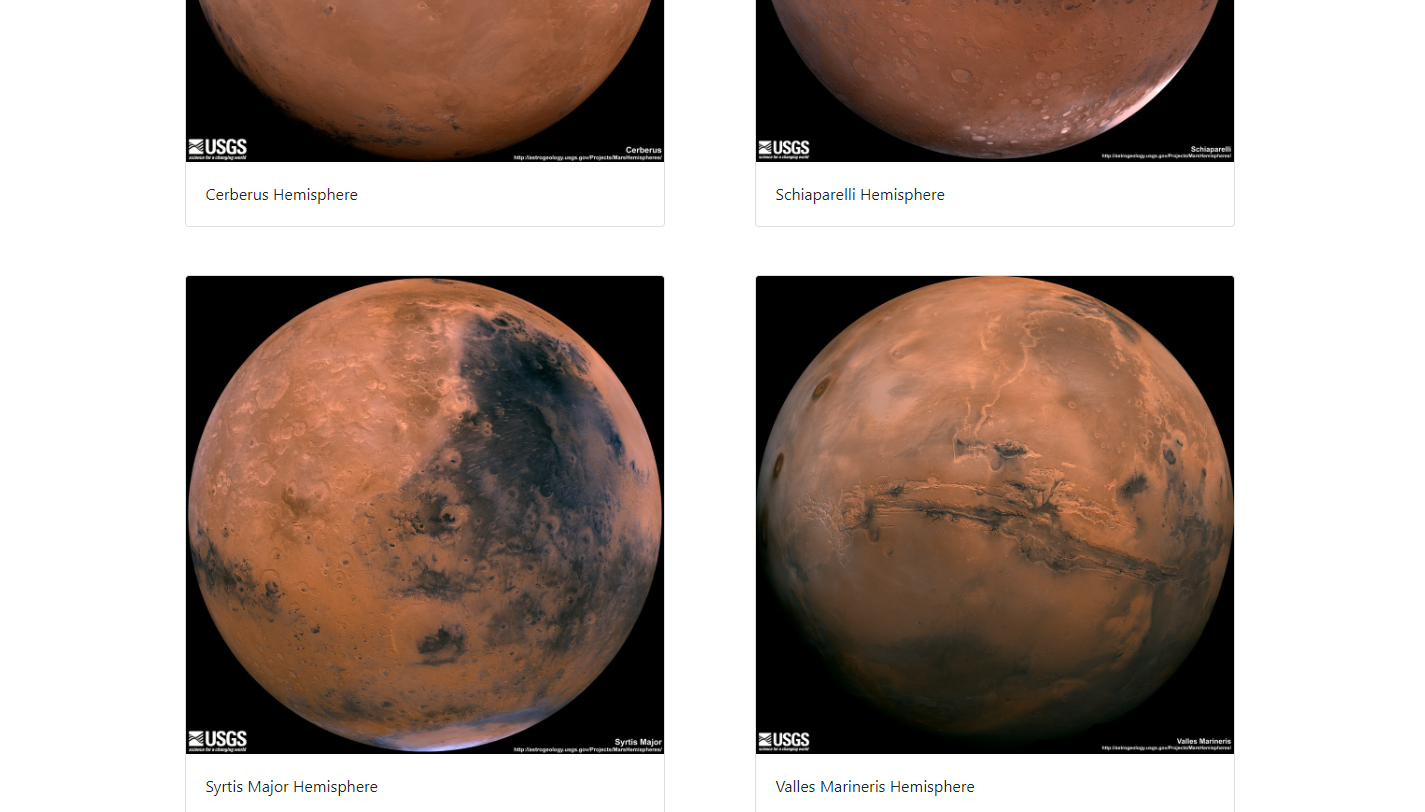 USGS
science for a changing world
Cerberus
http://astrogeology.usgs.gov/Projects/MarsHemispheres/
USGS
science for a changing world
Schiaparelli
http://astrogeology.usgs.gov/Projects/MarsHemispheres/
Cerberus Hemisphere
Schiaparelli Hemisphere
USGS
science for a changing world
Syrtis Major
http://astrogeology.usgs.gov/Projects/MarsHemispheres/
USGS
science for a changing world
Valles Marineris
http://astrogeology.usgs.gov/Projects/MarsHemispheres/
Syrtis Major Hemisphere
Valles Marineris Hemisphere